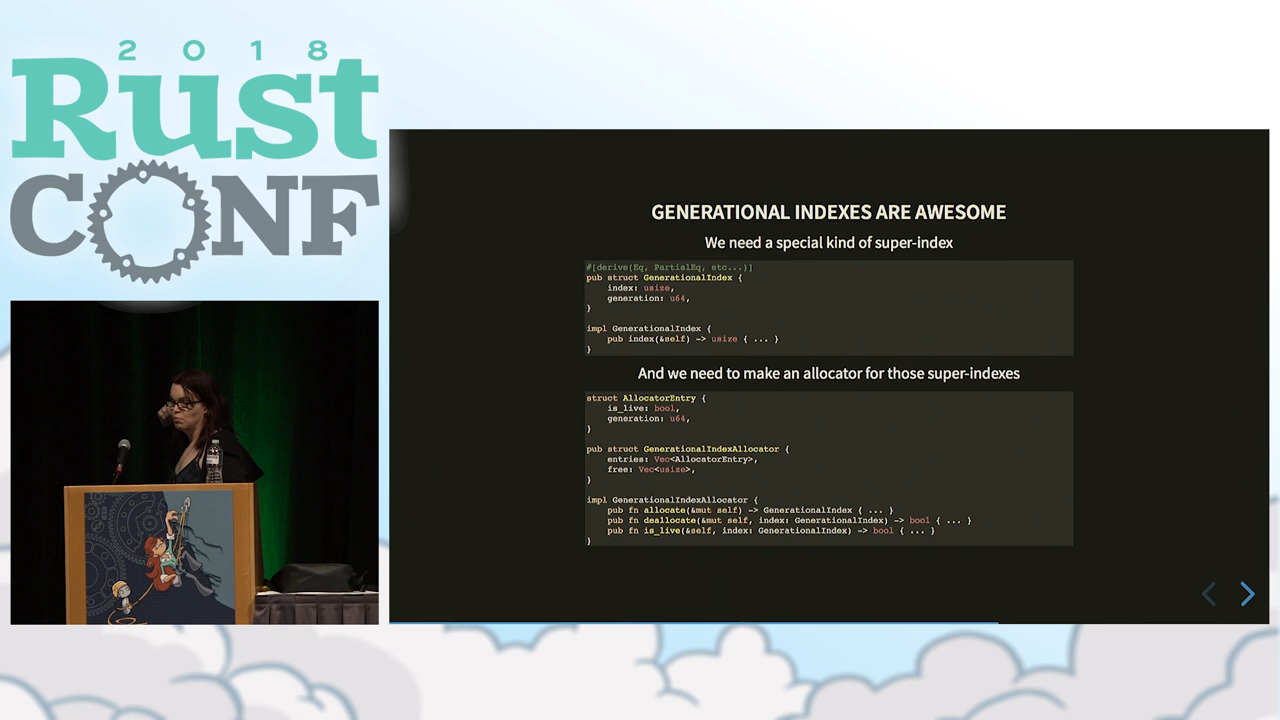 2018
Rust
CONF
GENERATIONAL INDEXES ARE AWESOME
We need a special kind of super-index
#[derive(Eq, PartialEq, etc...)]
pub struct GenerationalIndex {
    index: usize,
    generation: u64,
}
impl GenerationalIndex {
    pub index(&self) -> usize { ... }
}
And we need to make an allocator for those super-indexes
struct AllocatorEntry {
    is_live: bool,
    generation: u64,
}
pub struct GenerationalIndexAllocator {
    entries: Vec<AllocatorEntry>,
    free: Vec<usize>,
}
impl GenerationalIndexAllocator {
    pub fn allocate(&mut self) -> GenerationalIndex { ... }
    pub fn deallocate(&mut self, index: GenerationalIndex) -> bool { ... }
    pub fn is_live(&self, index: GenerationalIndex) -> bool { ... }
}